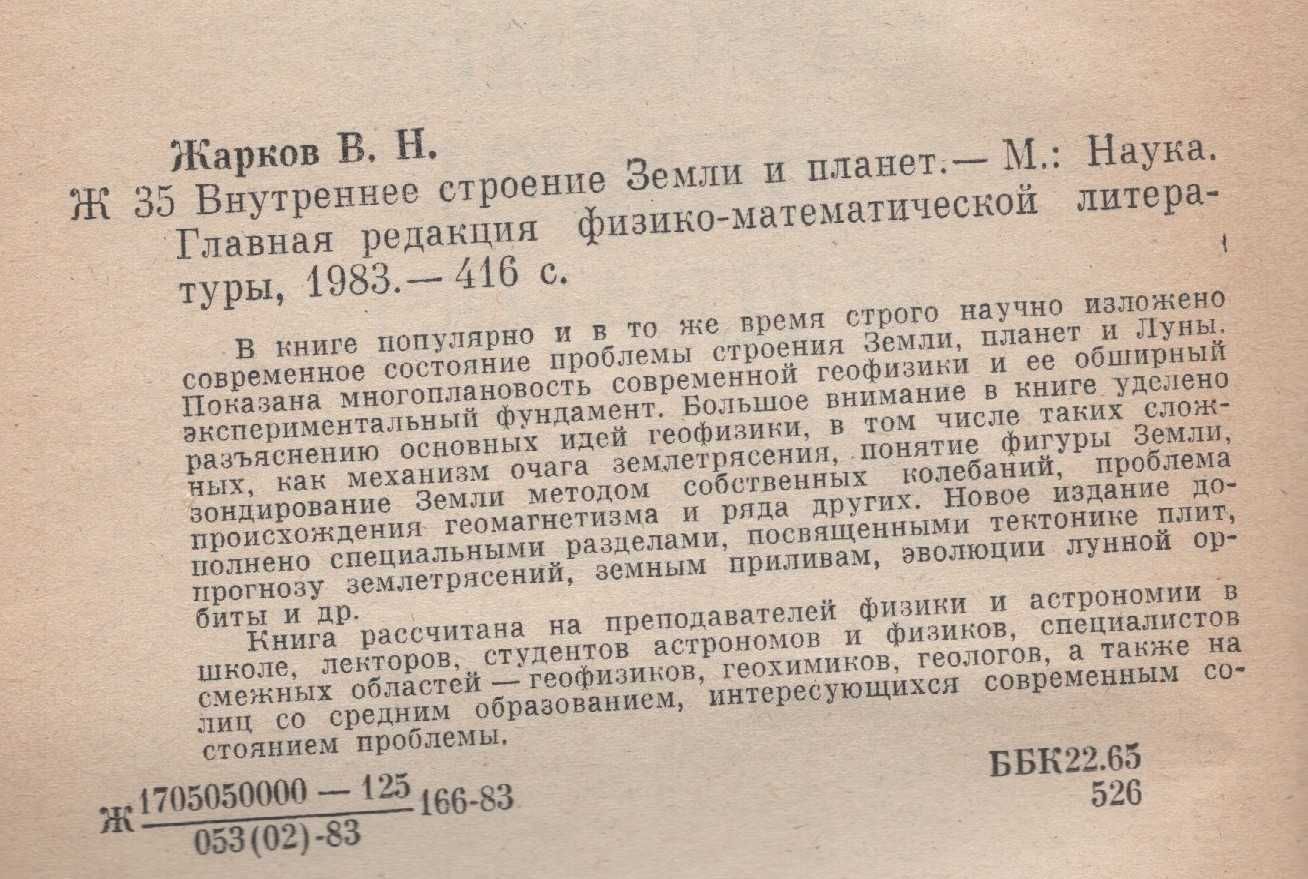 Жарков В. Н.
Ж 35 Внутреннее строение Земли и планет.— М.: Наука.
Главная редакция физико-математической литера-
туры, 1983.— 416 с.
В книге популярно и в то же время строго научно изложено
современное состояние проблемы строения Земли, планет и Луны.
Показана многоплановость современной геофизики и ее обширный
экспериментальный фундамент. Большое внимание в книге уделено
разъяснению основных идей геофизики, в том числе таких слож-
ных, как механизм очага землетрясения, понятие фигуры Земли,
зондирование Земли методом собственных колебаний, проблема
происхождения геомагнетизма и ряда других. Новое издание до-
полнено специальными разделами, посвященными тектонике плит,
прогнозу землетрясений, земным приливам, эволюции лунной ор-
биты и др.
Книга рассчитана на преподавателей физики и астрономии в
школе, лекторов, студентов астрономов и физиков, специалистов
смежных областей — геофизиков, геохимиков, геологов, а также на
лиц со средним образованием, интересующихся современным со-
стоянием проблемы.
Ж 1705050000 — 125 166-83
053(02)-83
ББК22.65
526